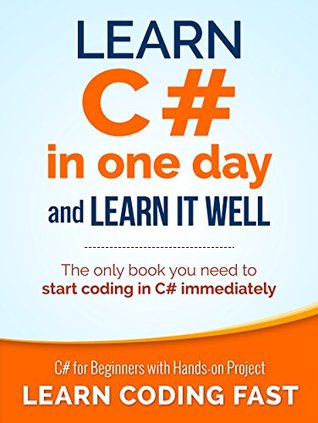 LEARN
C#
in one day
and LEARN IT WELL
The only book you need to
start coding in C# immediately
C# for Beginners with Hands-on Project
LEARN CODING FAST